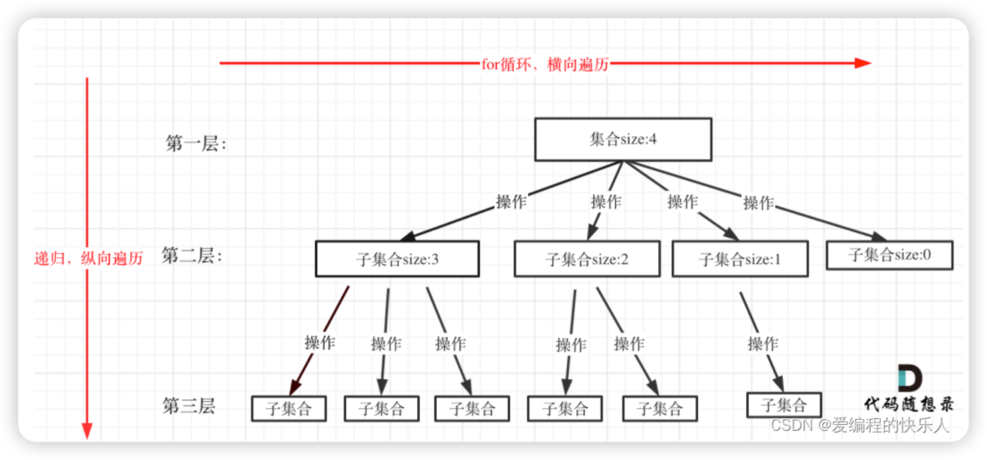 for循环，横向遍历
第一层：
集合size:4
操作 操作 操作 操作
递归，纵向遍历
第二层：
子集合size:3 子集合size:2 子集合size:1 子集合size:0
操作 操作 操作 操作 操作 操作
第三层
子集合 子集合 子集合 子集合 子集合 子集合
代码随想录
CSDN @爱编程的快乐人